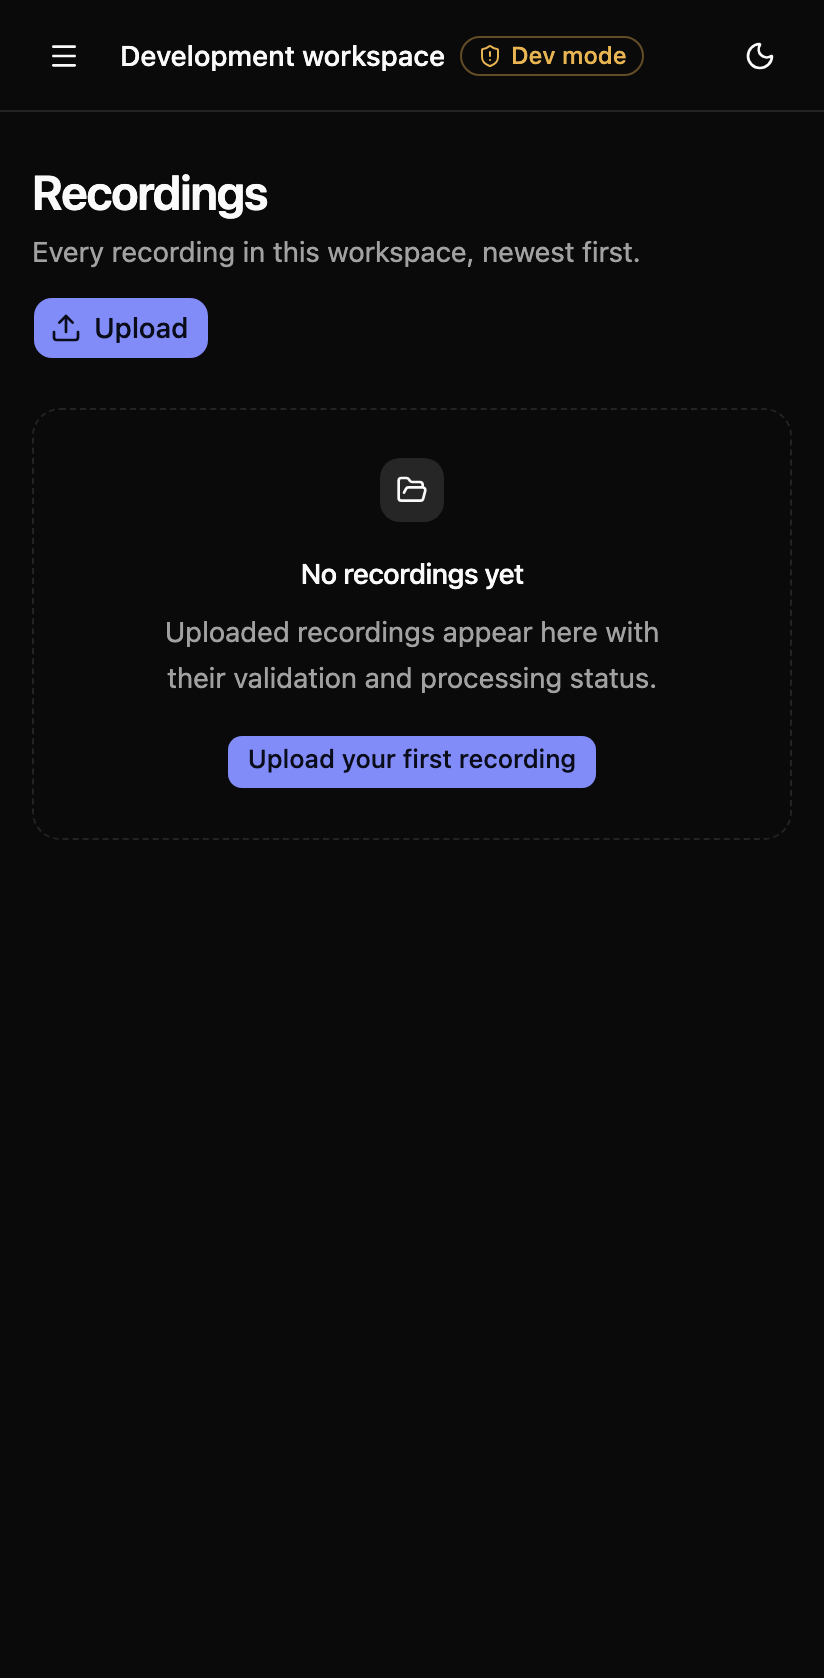 Development workspace
Dev mode
Recordings
Every recording in this workspace, newest first.
Upload
No recordings yet
Uploaded recordings appear here with
their validation and processing status.
Upload your first recording